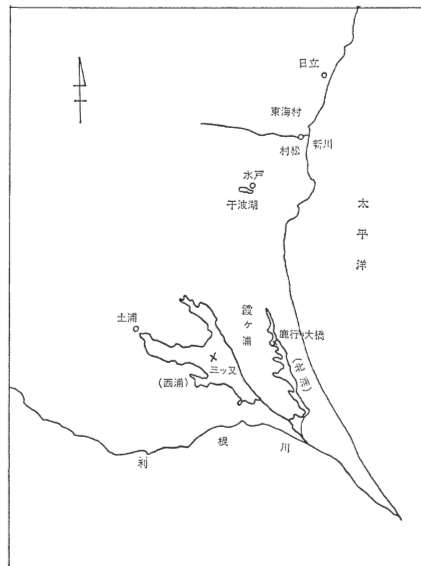 日立
東海村
新川
村松
水戸
千波湖
太平洋
霞ケ浦
土浦
鹿行大橋
三ッ又
(北浦)
(西浦)
利根川